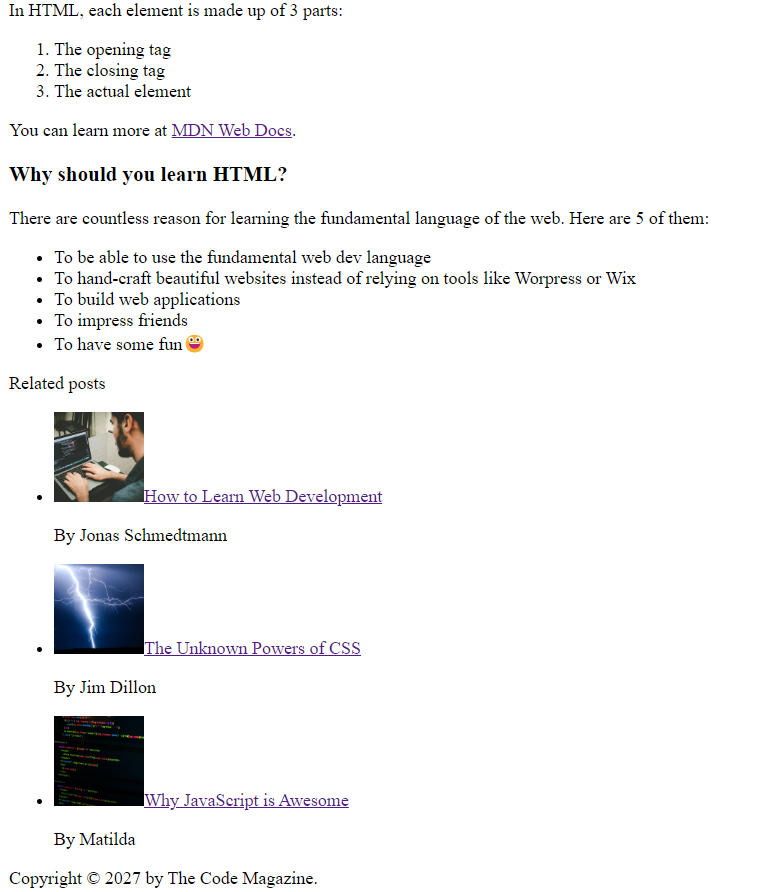 In HTML, each element is made up of 3 parts:
1. The opening tag
2. The closing tag
3. The actual element
You can learn more at MDN Web Docs.
Why should you learn HTML?
There are countless reason for learning the fundamental language of the web. Here are 5 of them:
• To be able to use the fundamental web dev language
• To hand-craft beautiful websites instead of relying on tools like Worpress or Wix
• To build web applications
• To impress friends
• To have some fun😀
Related posts
• How to Learn Web Development
By Jonas Schmedtmann
• The Unknown Powers of CSS
By Jim Dillon
• Why JavaScript is Awesome
By Matilda
Copyright © 2027 by The Code Magazine.